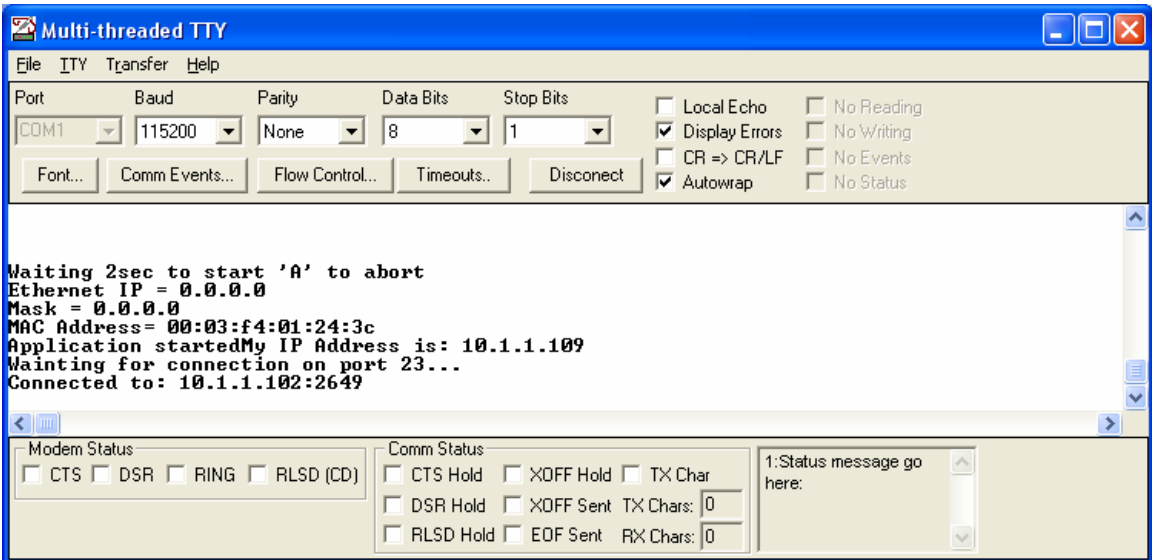 Multi-threaded TTY
File TTY Transfer Help
Port Baud Parity Data Bits Stop Bits
COM1 115200 None 8 1
Font... Comm Events... Flow Control... Timeouts.. Disconect
Local Echo No Reading
Display Errors No Writing
CR => CR/LF No Events
Autowrap No Status
Waiting 2sec to start 'A' to abort
Ethernet IP = 0.0.0.0
Mask = 0.0.0.0
MAC Address= 00:03:f4:01:24:3c
Application startedMy IP Address is: 10.1.1.109
Wainting for connection on port 23...
Connected to: 10.1.1.102:2649
Modem Status
CTS DSR RING RLSD (CD)
Comm Status
CTS Hold XOFF Hold TX Char
DSR Hold XOFF Sent TX Chars: 0
RLSD Hold EOF Sent RX Chars: 0
1:Status message go
here: